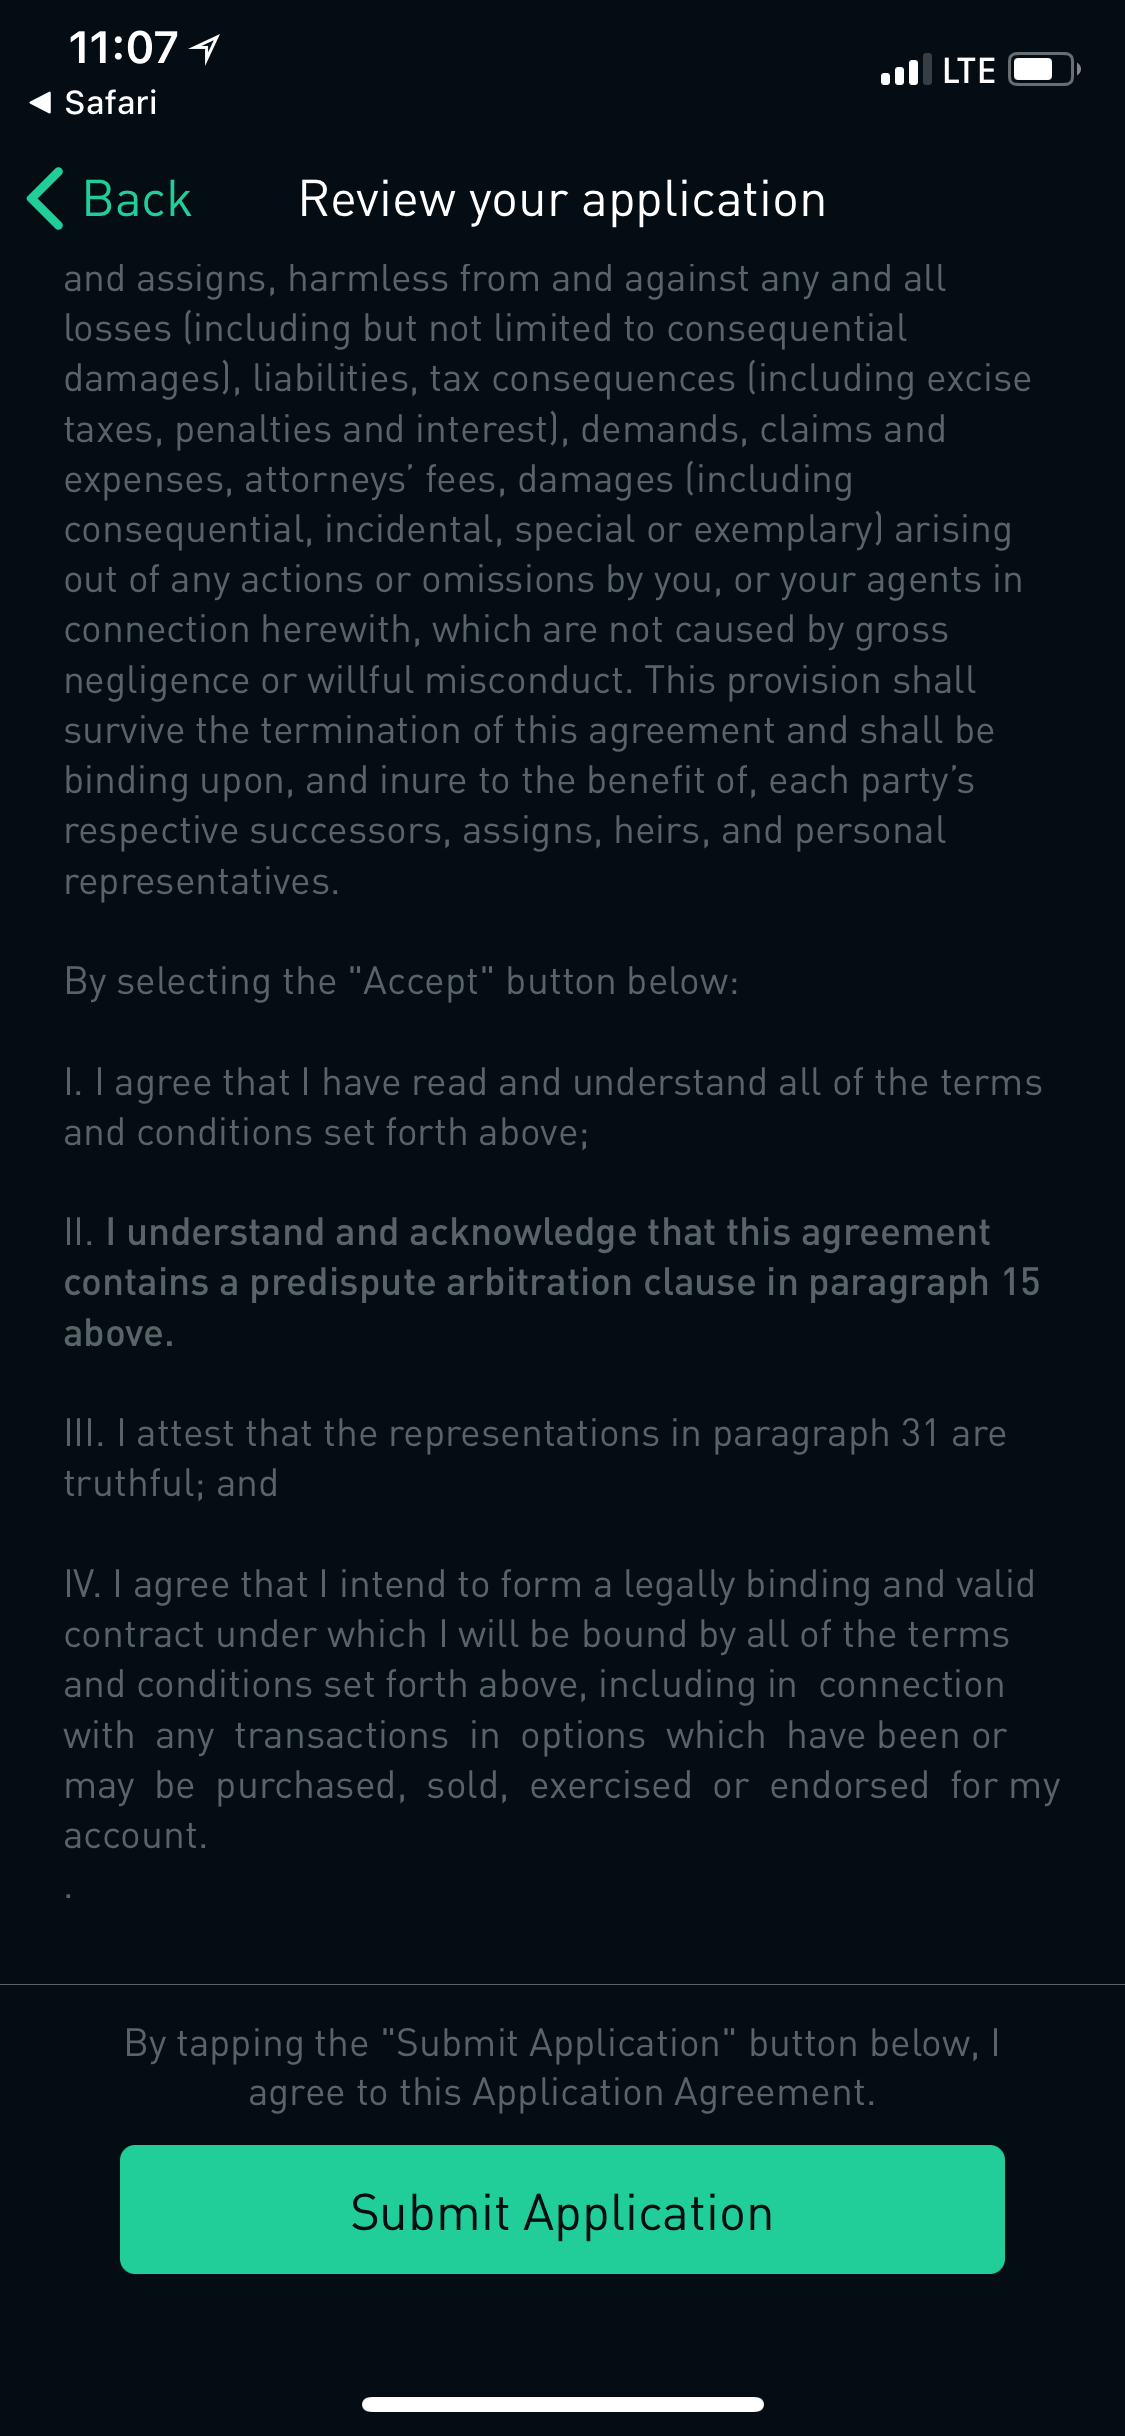 11:07
LTE
Safari
Back
Review your application
and assigns, harmless from and against any and all
losses (including but not limited to consequential
damages), liabilities, tax consequences (including excise
taxes, penalties and interest), demands, claims and
expenses, attorneys’ fees, damages (including
consequential, incidental, special or exemplary) arising
out of any actions or omissions by you, or your agents in
connection herewith, which are not caused by gross
negligence or willful misconduct. This provision shall
survive the termination of this agreement and shall be
binding upon, and inure to the benefit of, each party’s
respective successors, assigns, heirs, and personal
representatives.
By selecting the "Accept" button below:
I. I agree that I have read and understand all of the terms
and conditions set forth above;
II. I understand and acknowledge that this agreement
contains a predispute arbitration clause in paragraph 15
above.
III. I attest that the representations in paragraph 31 are
truthful; and
IV. I agree that I intend to form a legally binding and valid
contract under which I will be bound by all of the terms
and conditions set forth above, including in  connection
with  any  transactions  in  options  which  have been or
may  be  purchased,  sold,  exercised  or  endorsed  for my
account.
.
By tapping the "Submit Application" button below, I
agree to this Application Agreement.
Submit Application